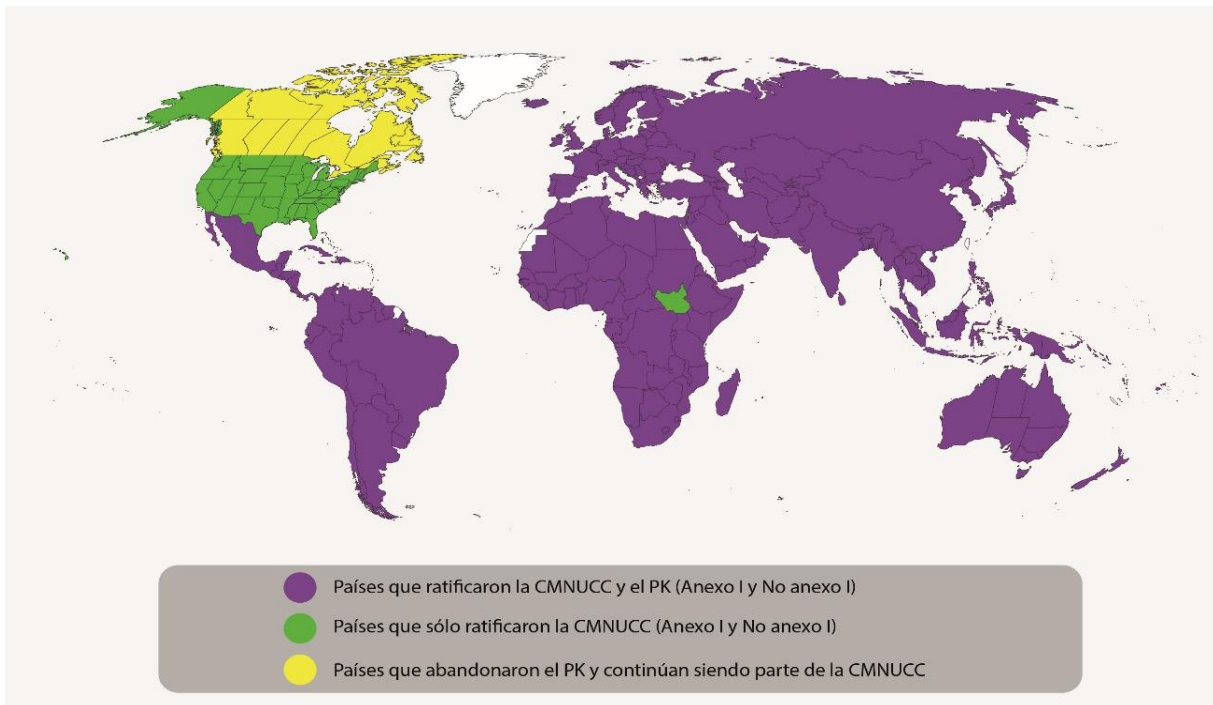 Países que ratificaron la CMNUCC y el PK (Anexo I y No anexo I)
Países que sólo ratificaron la CMNUCC (Anexo I y No anexo I)
Países que abandonaron el PK y continúan siendo parte de la CMNUCC